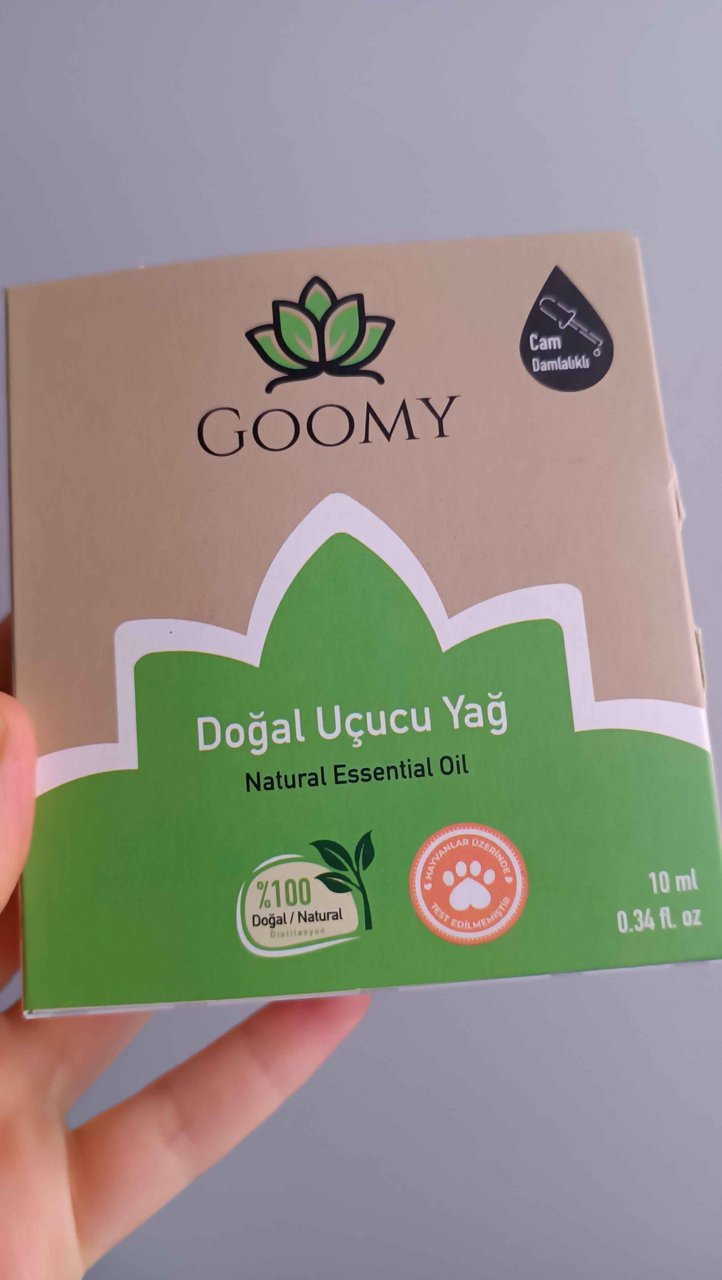 Cam
Damlalıklı
GOOMY
Doğal Uçucu Yağ
Natural Essential Oil
%100
Doğal / Natural
Distilasyon
HAYVANLAR ÜZERİNDE
TEST EDİLMEMİŞTİR
10 ml
0.34 fl. oz